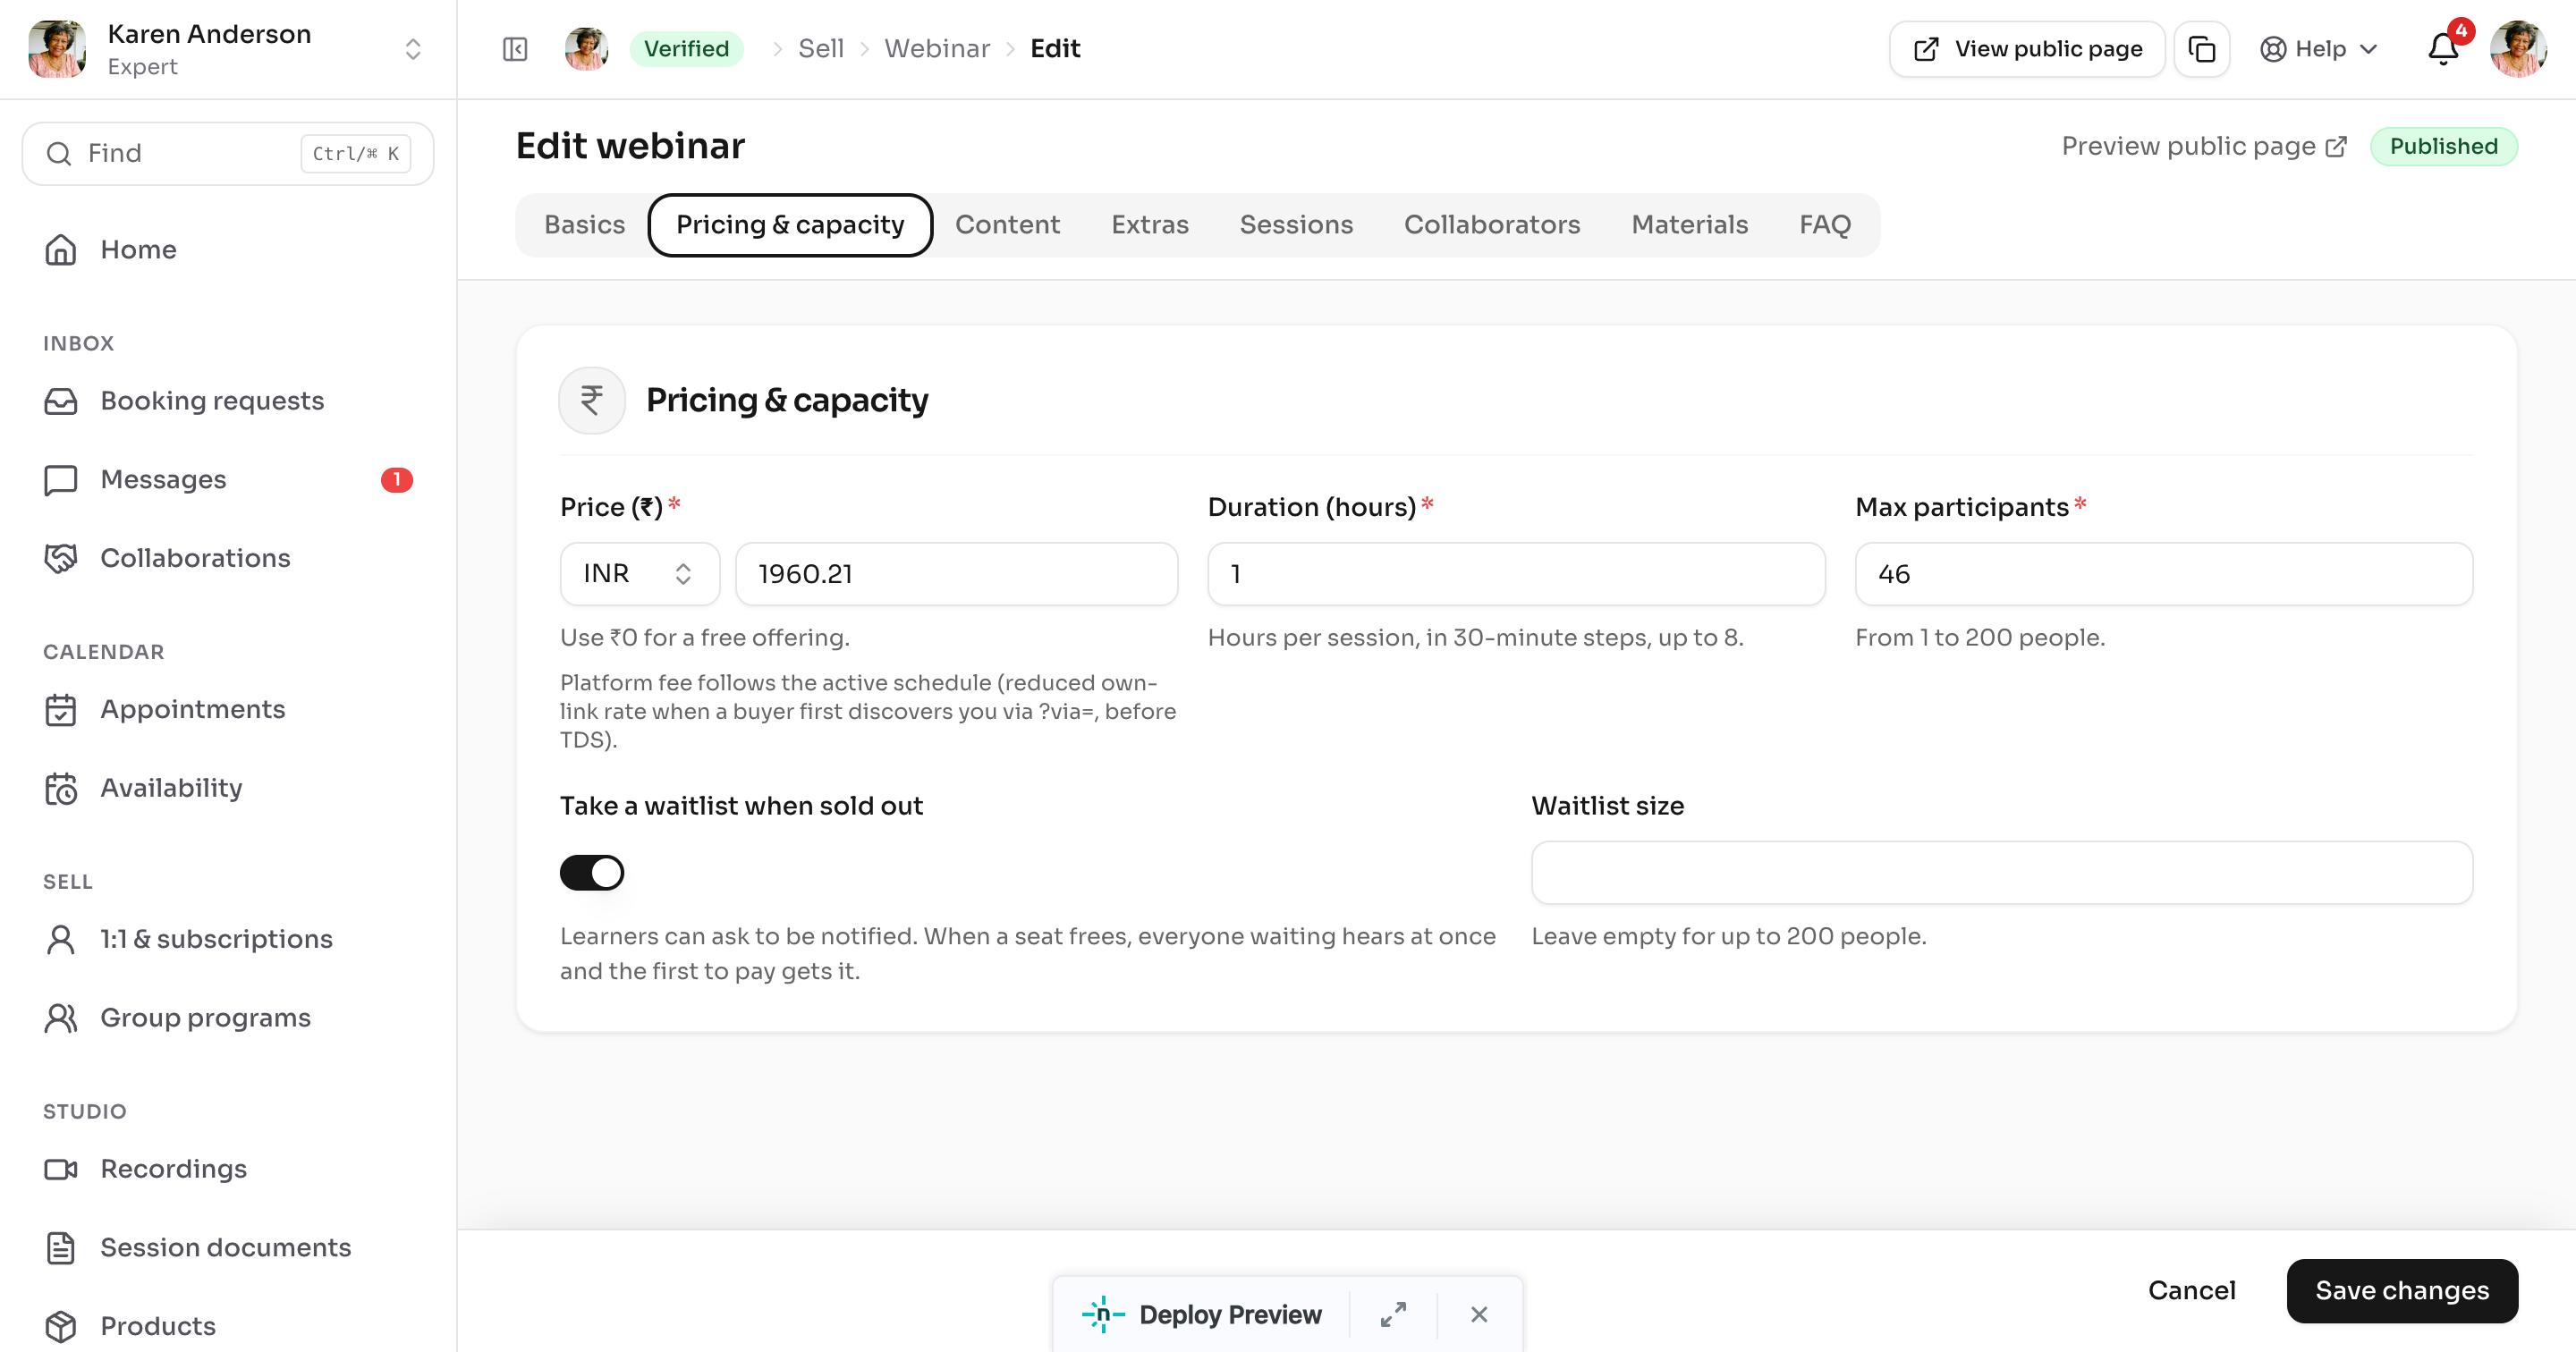 Karen Anderson
Expert
Verified
Sell
Webinar
Edit
View public page
Help
4
Find
Ctrl/⌘ K
Home
INBOX
Booking requests
Messages
1
Collaborations
CALENDAR
Appointments
Availability
SELL
1:1 & subscriptions
Group programs
STUDIO
Recordings
Session documents
Products
Edit webinar
Preview public page
Published
Basics
Pricing & capacity
Content
Extras
Sessions
Collaborators
Materials
FAQ
₹
Pricing & capacity
Price (₹) *
INR
1960.21
Use ₹0 for a free offering.
Platform fee follows the active schedule (reduced own-
link rate when a buyer first discovers you via ?via=, before
TDS).
Duration (hours) *
1
Hours per session, in 30-minute steps, up to 8.
Max participants *
46
From 1 to 200 people.
Take a waitlist when sold out
Learners can ask to be notified. When a seat frees, everyone waiting hears at once
and the first to pay gets it.
Waitlist size
Leave empty for up to 200 people.
n
Deploy Preview
Cancel
Save changes